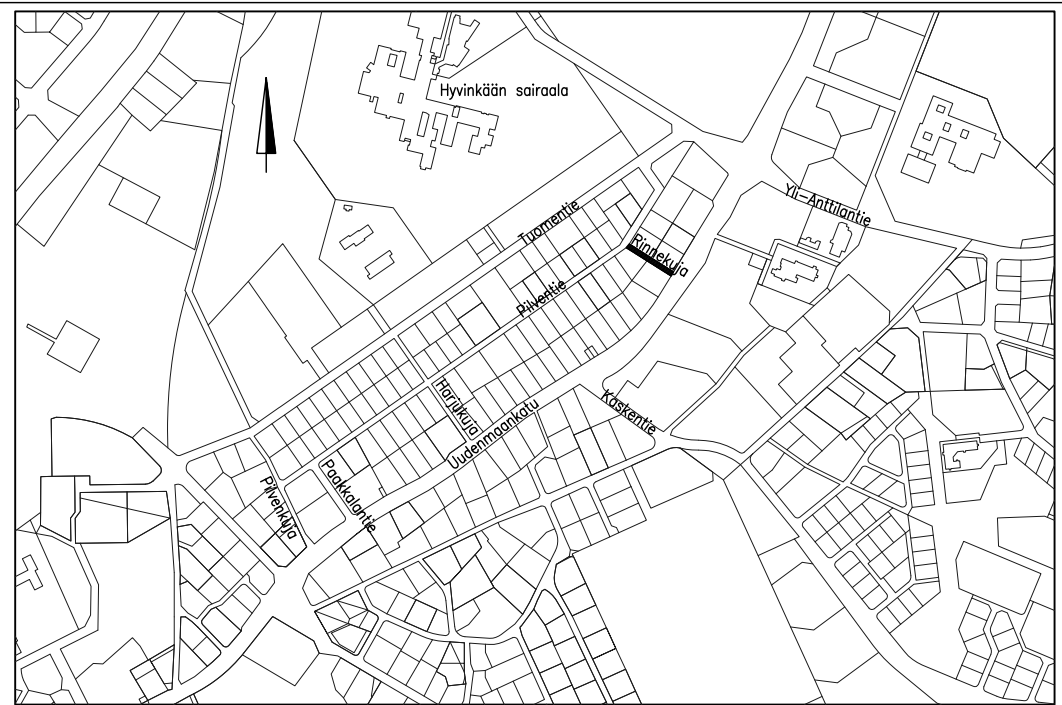 Hyvinkään sairaala
Yli-Anttilantie
Tuomentie
Rinnekuja
Pilventie
Harjukuja
Kaskentie
Uudenmaankatu
Paakkalantie
Pilvenkuja